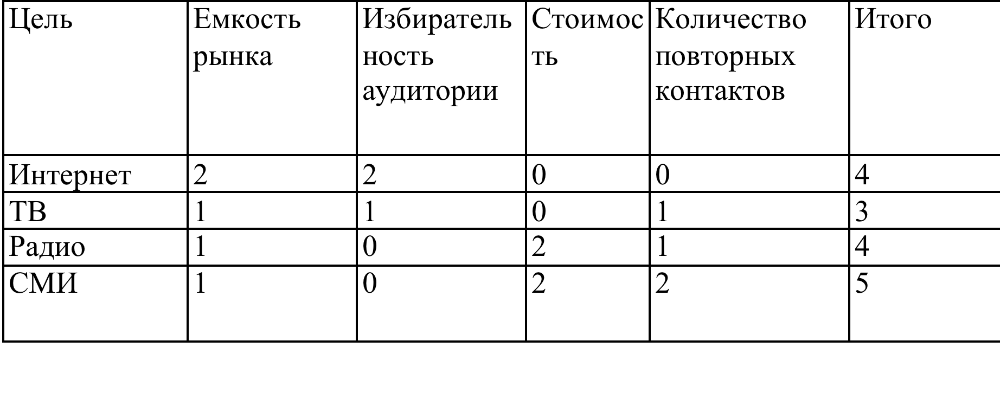 Цель Емкость Избиратель Стоимос Количество Итого
рынка ность ть повторных
аудитории контактов
Интернет 2 2 0 0 4
ТВ 1 1 0 1 3
Радио 1 0 2 1 4
СМИ 1 0 2 2 5